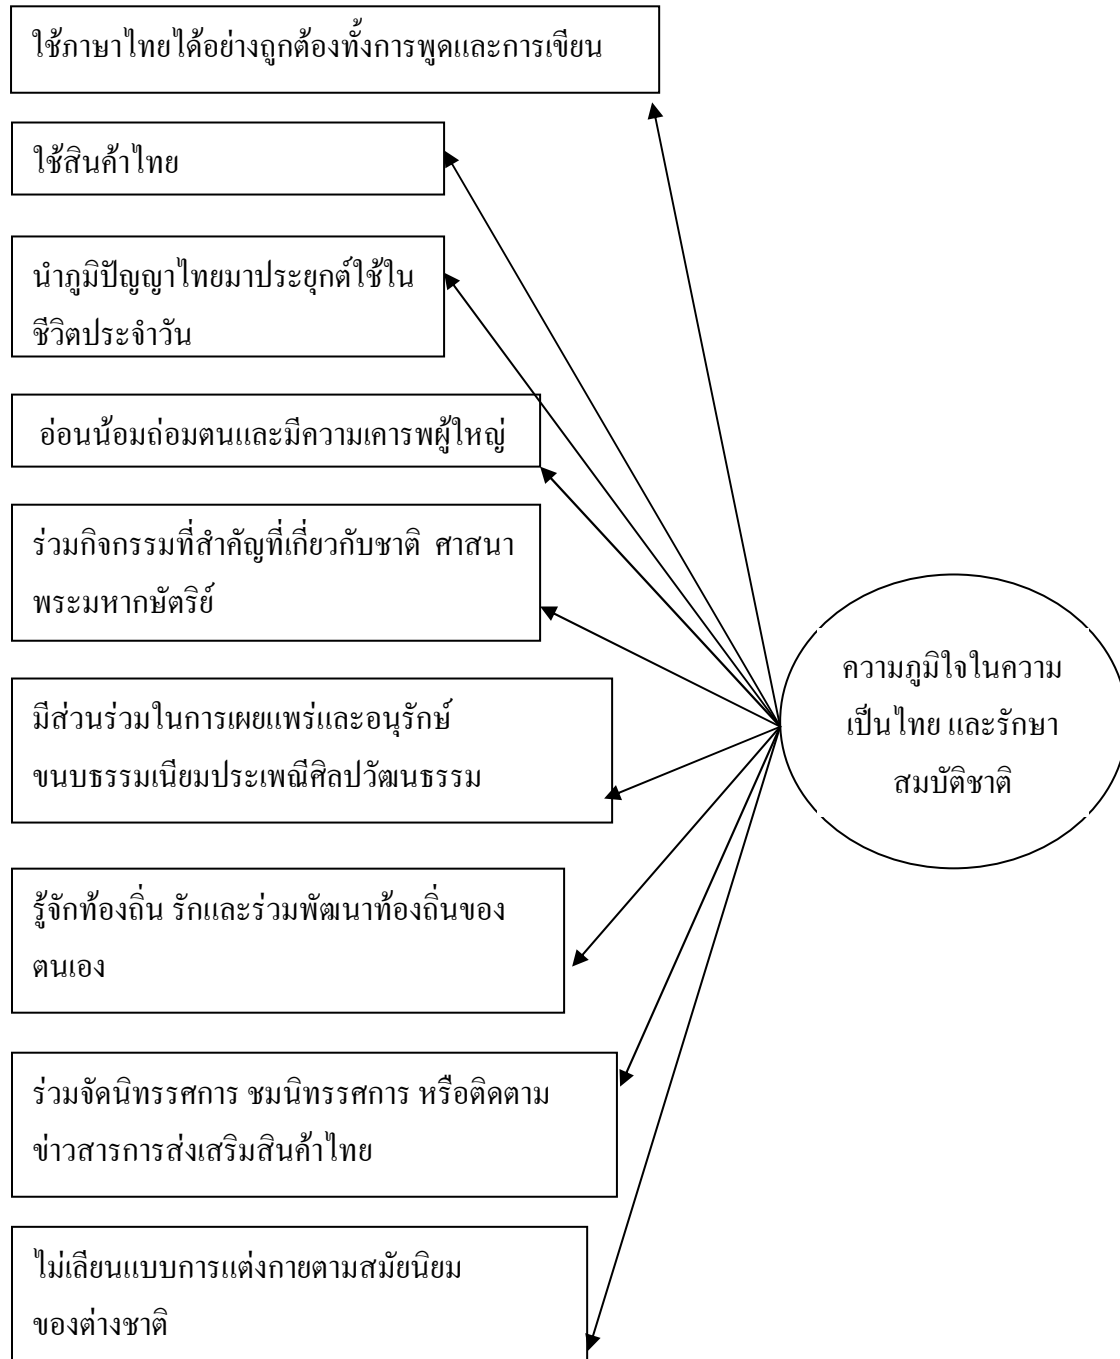 ใช้ภาษาไทยได้อย่างถูกต้องทั้งการพูดและการเขียน
ใช้สินค้าไทย
นำภูมิปัญญาไทยมาประยุกต์ใช้ใน
ชีวิตประจำวัน
อ่อนน้อมถ่อมตนและมีความเคารพผู้ใหญ่
ร่วมกิจกรรมที่สำคัญที่เกี่ยวกับชาติ ศาสนา
พระมหากษัตริย์
มีส่วนร่วมในการเผยแพร่และอนุรักษ์
ขนบธรรมเนียมประเพณีศิลปวัฒนธรรม
รู้จักท้องถิ่น รักและร่วมพัฒนาท้องถิ่นของ
ตนเอง
ร่วมจัดนิทรรศการ ชมนิทรรศการ หรือติดตาม
ข่าวสารการส่งเสริมสินค้าไทย
ไม่เลียนแบบการแต่งกายตามสมัยนิยม
ของต่างชาติ
ความภูมิใจในความ
เป็นไทย และรักษา
สมบัติชาติ